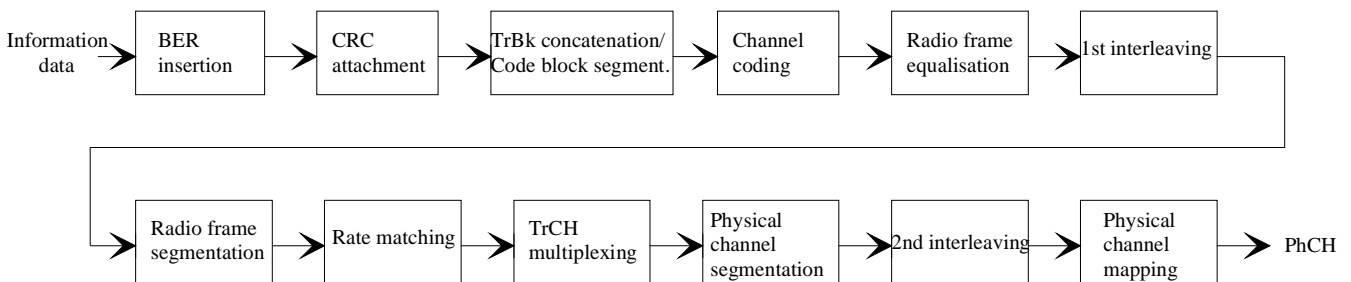 Information
data
BER
insertion
CRC
attachment
TrBk concatenation/
Code block segment.
Channel
coding
Radio frame
equalisation
1st interleaving
Radio frame
segmentation
Rate matching
TrCH
multiplexing
Physical
channel
segmentation
2nd interleaving
Physical
channel
mapping
PhCH